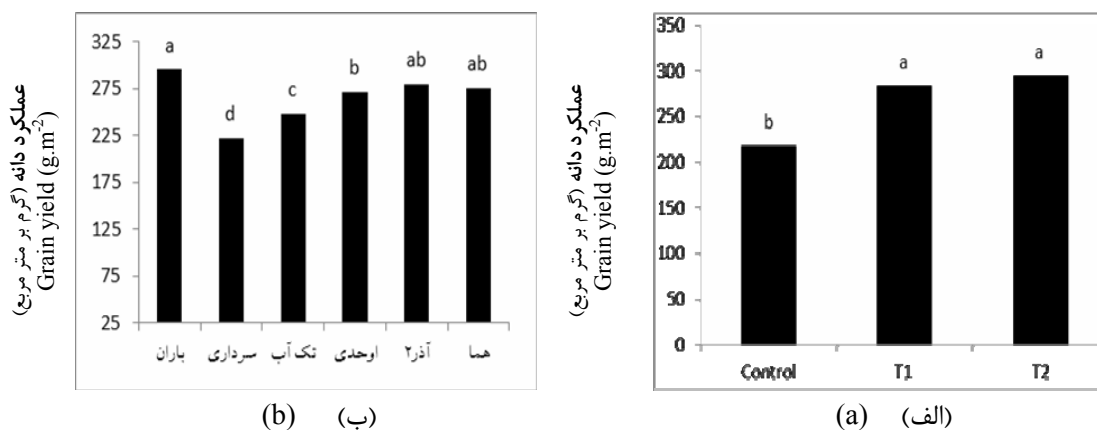 عملکرد دانه (گرم بر متر مربع)
Grain yield (g.m-2)
325
275
225
175
125
75
25
a
d
c
b
ab
ab
باران
سرداری
تک آب
اوحدی
آذر۲
هما
(b) (ب)
عملکرد دانه (گرم بر متر مربع)
Grain yield (g.m-2)
350
300
250
200
150
100
50
0
b
a
a
Control
T1
T2
(a) (الف)